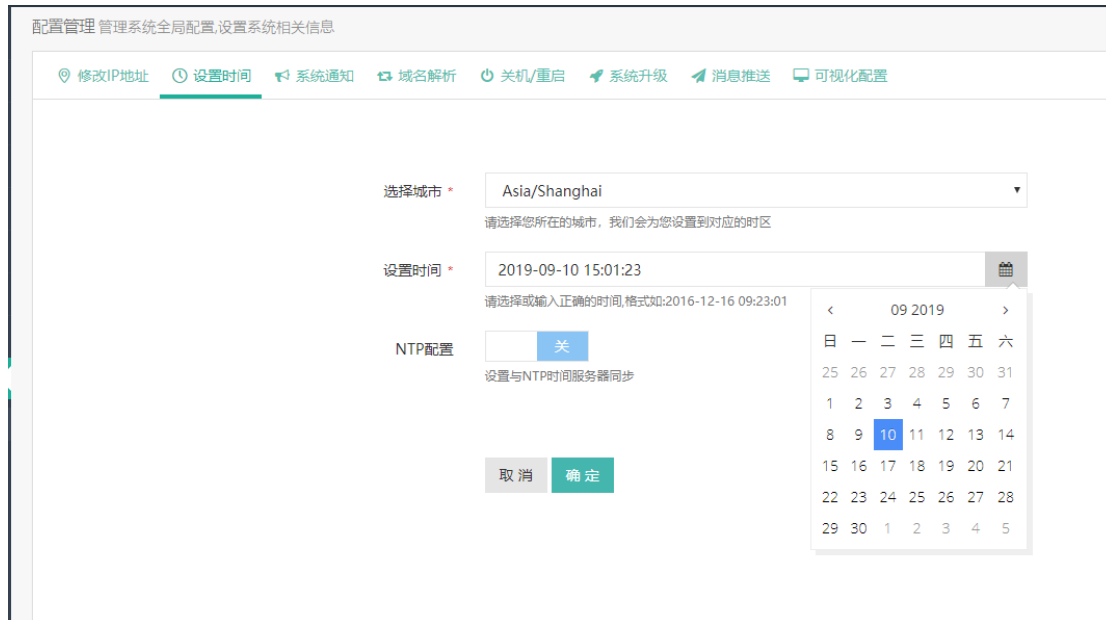 配置管理 管理系统全局配置,设置系统相关信息
修改IP地址 设置时间 系统通知 域名解析 关机/重启 系统升级 消息推送 可视化配置
选择城市 * Asia/Shanghai
请选择您所在的城市，我们会为您设置到对应的时区
设置时间 * 2019-09-10 15:01:23
请选择或输入正确的时间,格式如:2016-12-16 09:23:01
‹ 09 2019 ›
日 一 二 三 四 五 六
25 26 27 28 29 30 31
1 2 3 4 5 6 7
8 9 10 11 12 13 14
15 16 17 18 19 20 21
22 23 24 25 26 27 28
29 30 1 2 3 4 5
NTP配置 关
设置与NTP时间服务器同步
取消 确定